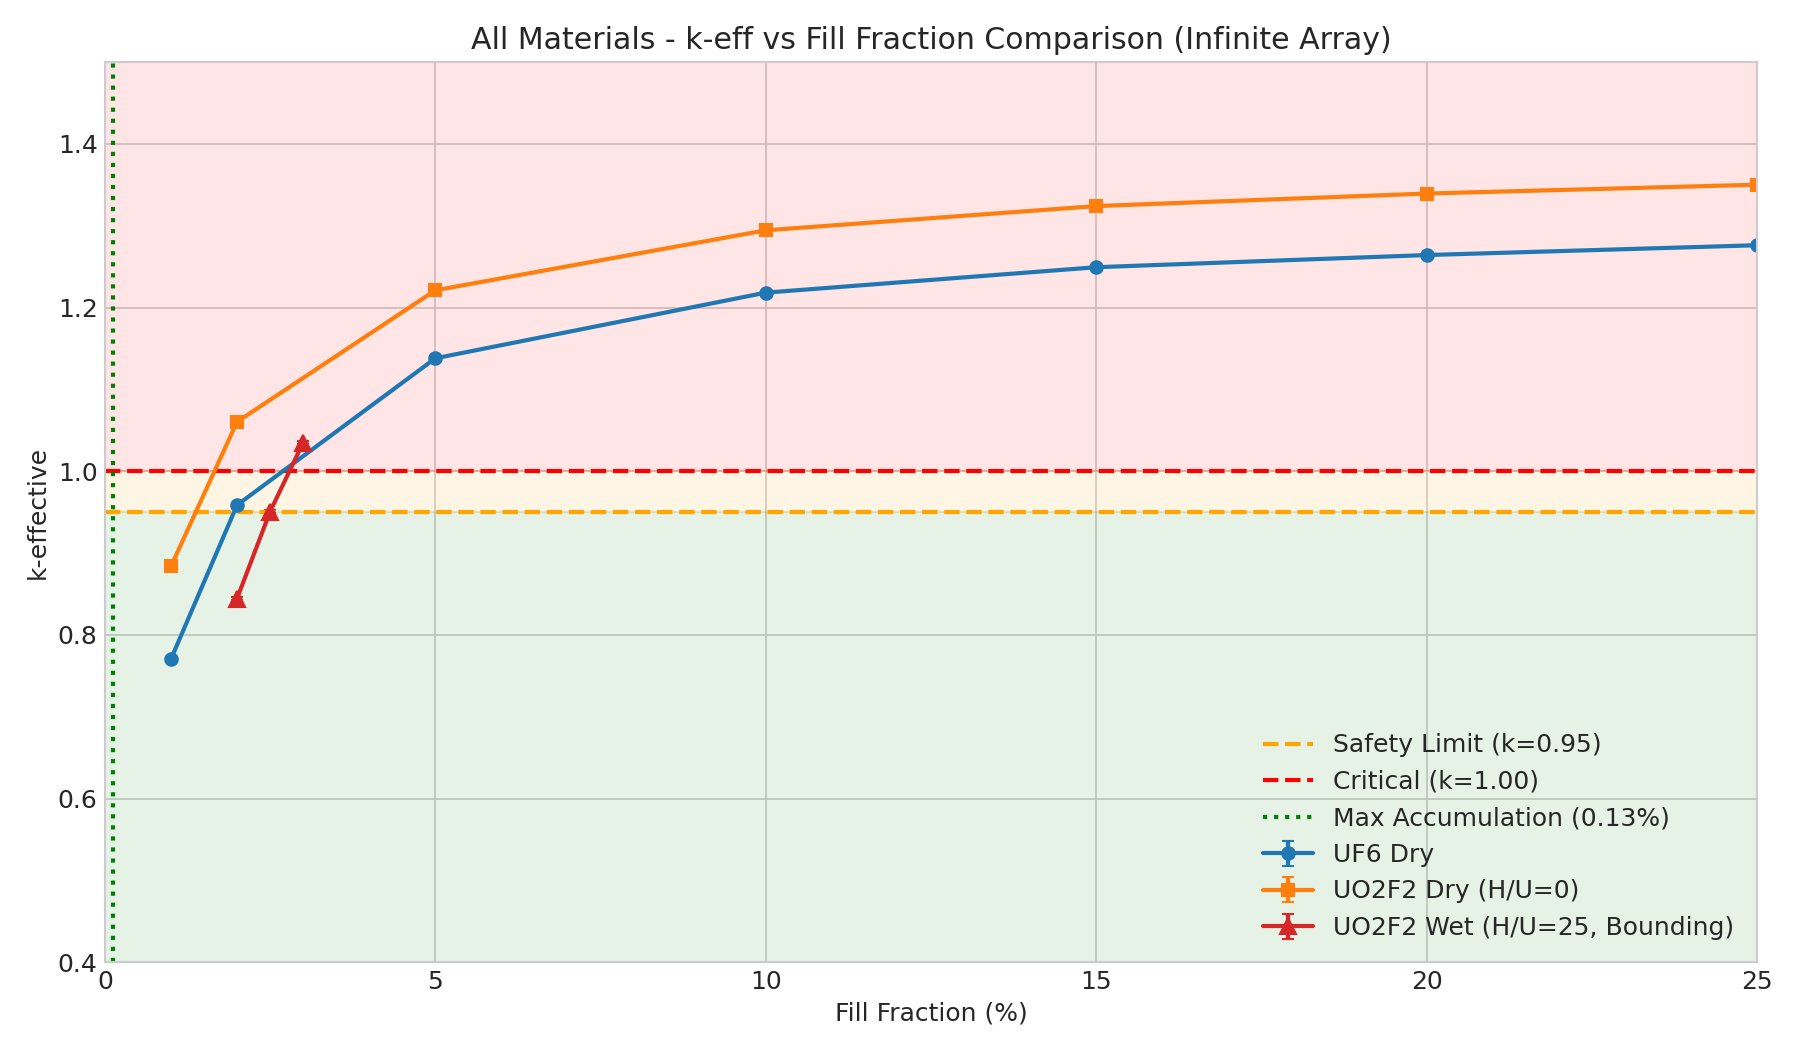 All Materials - k-eff vs Fill Fraction Comparison (Infinite Array)
k-effective
1.4
1.2
1.0
0.8
0.6
0.4
Safety Limit (k=0.95)
Critical (k=1.00)
Max Accumulation (0.13%)
UF6 Dry
UO2F2 Dry (H/U=0)
UO2F2 Wet (H/U=25, Bounding)
0 5 10 15 20 25
Fill Fraction (%)